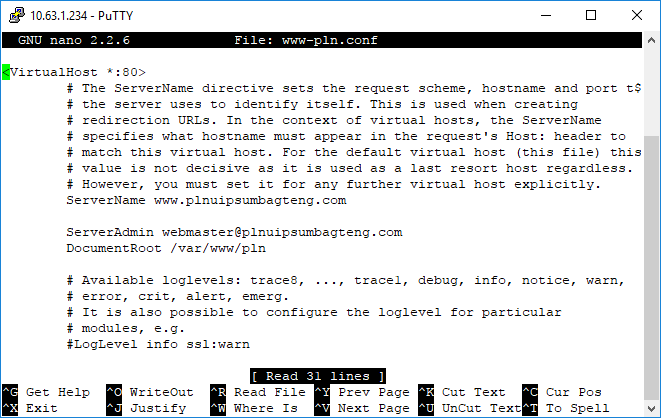 10.63.1.234 - PuTTY
GNU nano 2.2.6 File: www-pln.conf
<VirtualHost *:80>
# The ServerName directive sets the request scheme, hostname and port t$
# the server uses to identify itself. This is used when creating
# redirection URLs. In the context of virtual hosts, the ServerName
# specifies what hostname must appear in the request's Host: header to
# match this virtual host. For the default virtual host (this file) this
# value is not decisive as it is used as a last resort host regardless.
# However, you must set it for any further virtual host explicitly.
ServerName www.plnuipsumbagteng.com
ServerAdmin webmaster@plnuipsumbagteng.com
DocumentRoot /var/www/pln
# Available loglevels: trace8, ..., trace1, debug, info, notice, warn,
# error, crit, alert, emerg.
# It is also possible to configure the loglevel for particular
# modules, e.g.
#LogLevel info ssl:warn
[ Read 31 lines ]
^G Get Help ^O WriteOut ^R Read File ^Y Prev Page ^K Cut Text ^C Cur Pos
^X Exit ^J Justify ^W Where Is ^V Next Page ^U UnCut Text ^T To Spell